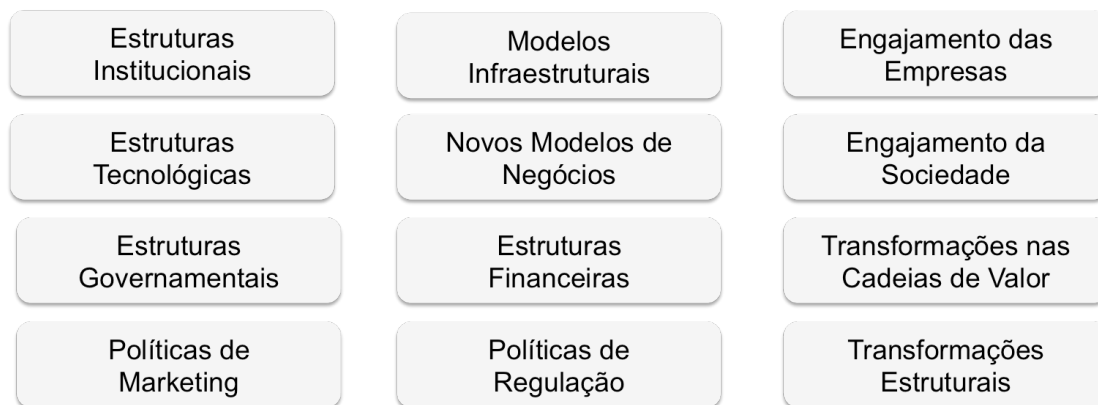 Estruturas
Institucionais
Modelos
Infraestruturais
Engajamento das
Empresas
Estruturas
Tecnológicas
Novos Modelos de
Negócios
Engajamento da
Sociedade
Estruturas
Governamentais
Estruturas
Financeiras
Transformações nas
Cadeias de Valor
Políticas de
Marketing
Políticas de
Regulação
Transformações
Estruturais